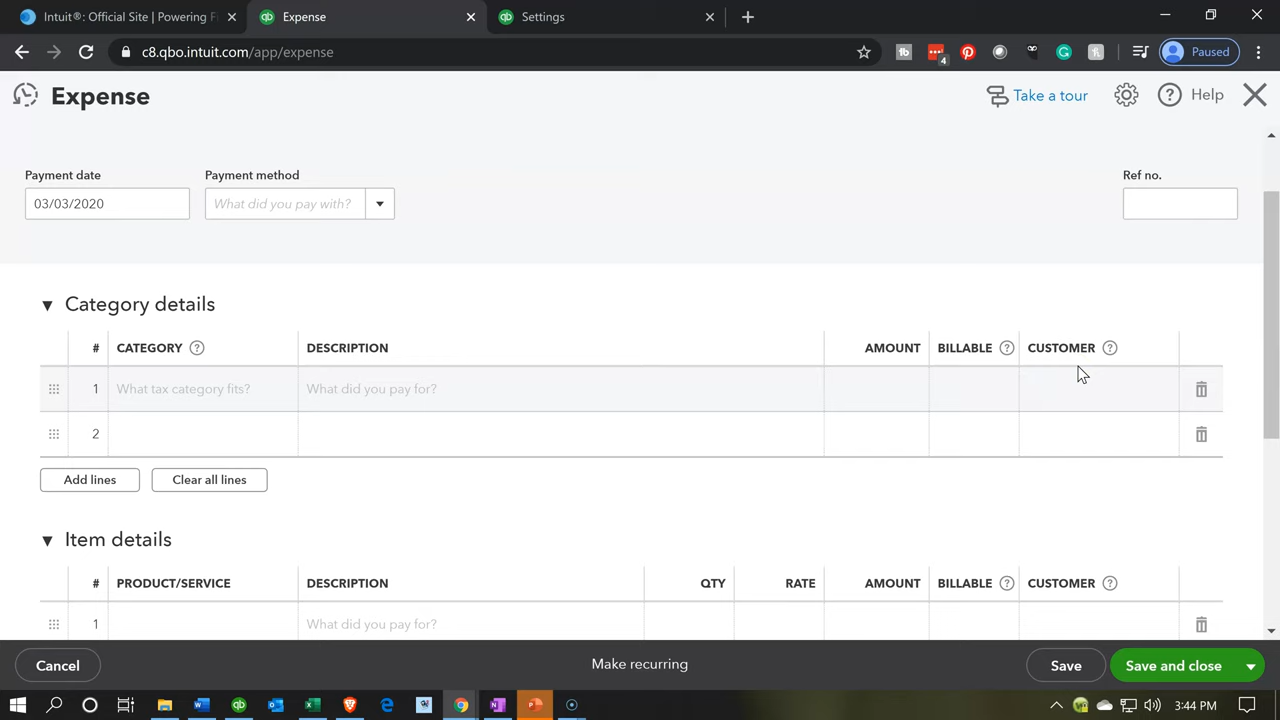 Intuit®: Official Site | Powering Fi
Expense
Settings
c8.qbo.intuit.com/app/expense
tb
4
Paused
Expense
Take a tour
Help
Payment date
Payment method
Ref no.
03/03/2020
What did you pay with?
Category details
# CATEGORY ? DESCRIPTION AMOUNT BILLABLE ? CUSTOMER ?
1 What tax category fits? What did you pay for?
2
Add lines
Clear all lines
Item details
# PRODUCT/SERVICE DESCRIPTION QTY RATE AMOUNT BILLABLE ? CUSTOMER ?
1 What did you pay for?
Cancel
Make recurring
Save
Save and close
3:44 PM